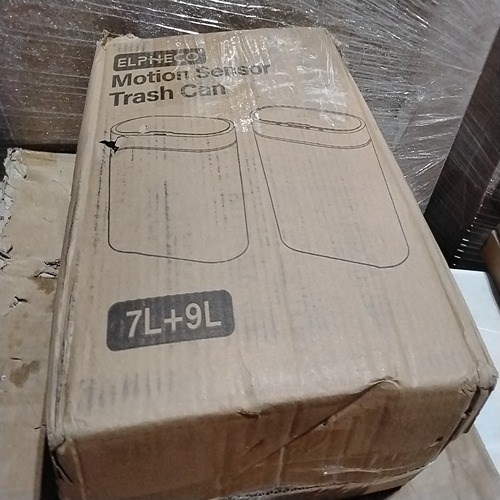 ELPHECO
Motion Sensor
Trash Can
7L+9L